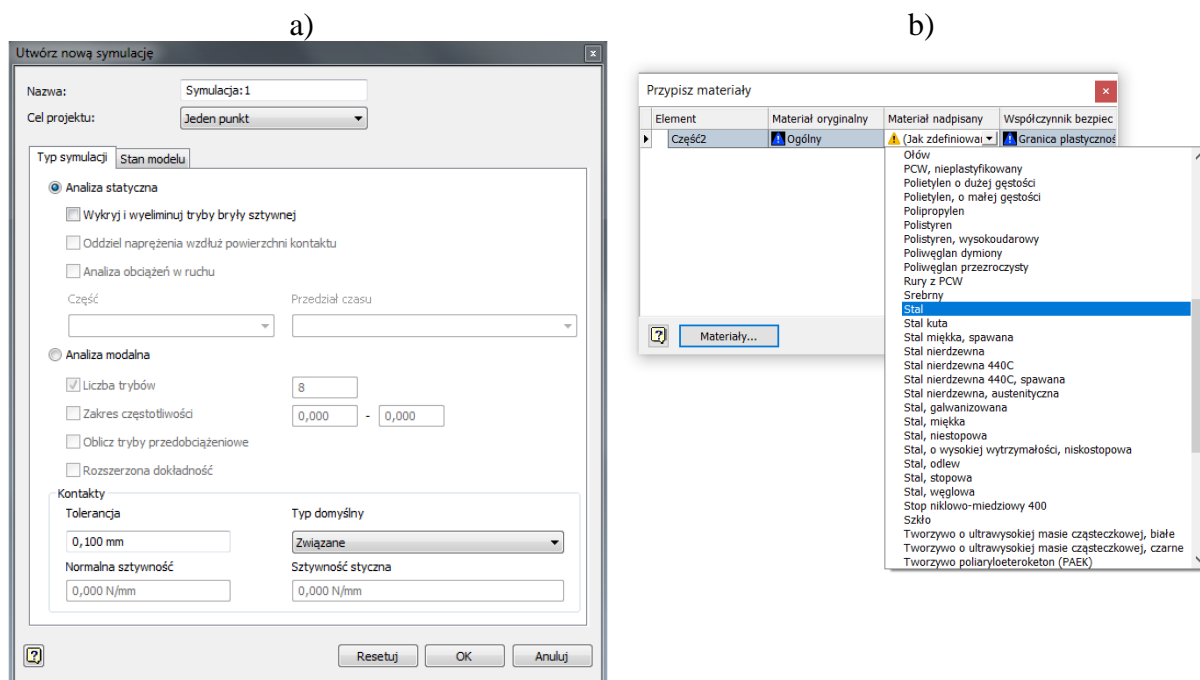 a)
Utwórz nową symulację
Nazwa: Symulacja:1
Cel projektu: Jeden punkt
Typ symulacji Stan modelu
Analiza statyczna
Wykryj i wyeliminuj tryby bryły sztywnej
Oddziel naprężenia wzdłuż powierzchni kontaktu
Analiza obciążeń w ruchu
Część Przedział czasu
Analiza modalna
Liczba trybów 8
Zakres częstotliwości 0,000 - 0,000
Oblicz tryby przedobciążeniowe
Rozszerzona dokładność
Kontakty
Tolerancja Typ domyślny
0,100 mm Związane
Normalna sztywność Sztywność styczna
0,000 N/mm 0,000 N/mm
Resetuj OK Anuluj
b)
Przypisz materiały
Element Materiał oryginalny Materiał nadpisany Współczynnik bezpiec
Część2 Ogólny (Jak zdefiniowar Granica plastycznoś
Ołów
PCW, nieplastyfikowany
Polietylen o dużej gęstości
Polietylen, o małej gęstości
Polipropylen
Polistyren
Polistyren, wysokoudarowy
Poliwęglan dymiony
Poliwęglan przezroczysty
Rury z PCW
Srebrny
Stal
Stal kuta
Stal miękka, spawana
Stal nierdzewna
Stal nierdzewna 440C
Stal nierdzewna 440C, spawana
Stal nierdzewna, austenityczna
Stal, galwanizowana
Stal, miękka
Stal, niestopowa
Stal, o wysokiej wytrzymałości, niskostopowa
Stal, odlew
Stal, stopowa
Stal, węglowa
Stop niklowo-miedziowy 400
Szkło
Tworzywo o ultrawysokiej masie cząsteczkowej, białe
Tworzywo o ultrawysokiej masie cząsteczkowej, czarne
Tworzywo poliaryloeteroketon (PAEK)
Materiały...